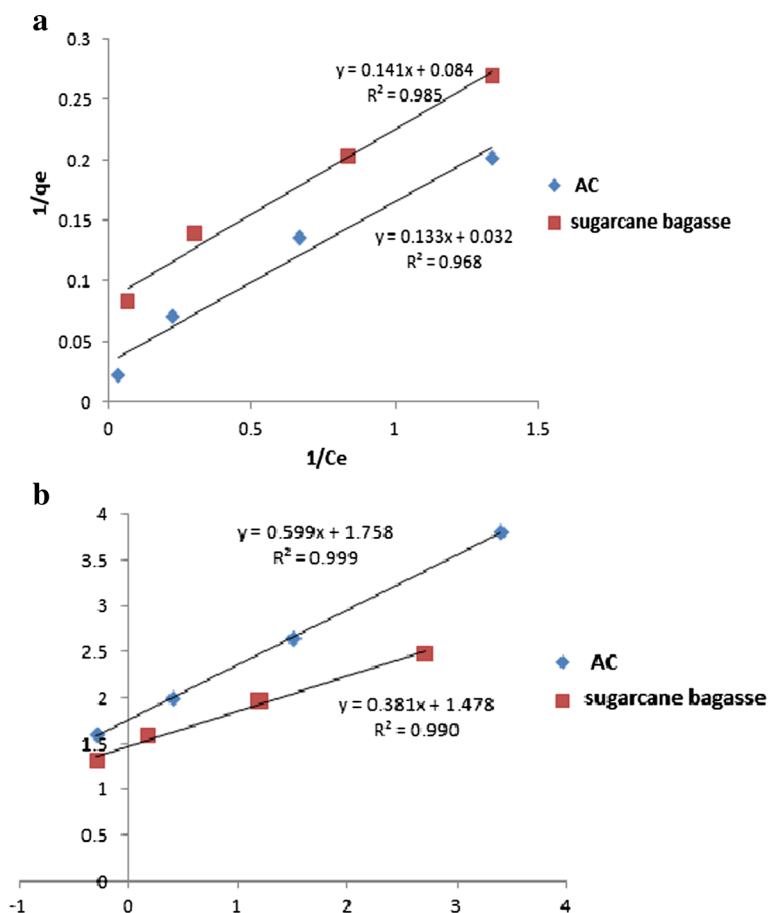 a
0.3
0.25
0.2
0.15
0.1
0.05
0
1/qe
y = 0.141x + 0.084
R² = 0.985
y = 0.133x + 0.032
R² = 0.968
AC
sugarcane bagasse
0 0.5 1 1.5
1/Ce
b
4
3.5
3
2.5
2
1.5
1
0.5
0
y = 0.599x + 1.758
R² = 0.999
y = 0.381x + 1.478
R² = 0.990
AC
sugarcane bagasse
-1 0 1 2 3 4